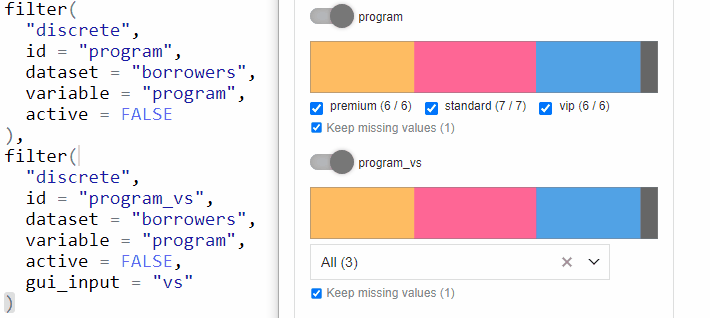 filter(
  "discrete",
  id = "program",
  dataset = "borrowers",
  variable = "program",
  active = FALSE
),
filter(
  "discrete",
  id = "program_vs",
  dataset = "borrowers",
  variable = "program",
  active = FALSE,
  gui_input = "vs"
)
program
premium (6 / 6) standard (7 / 7) vip (6 / 6)
Keep missing values (1)
program_vs
All (3)
Keep missing values (1)